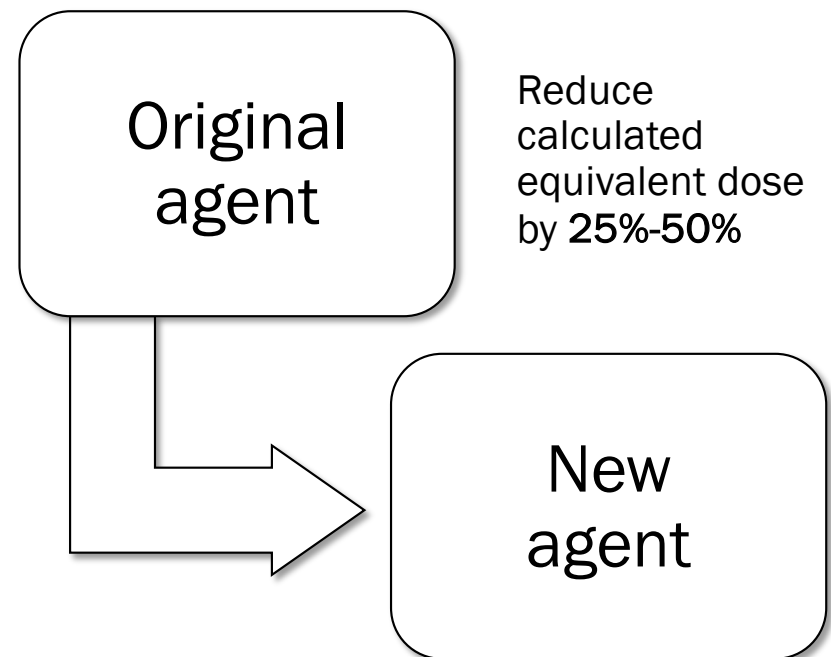 Original
agent
Reduce
calculated
equivalent dose
by 25%-50%
New
agent